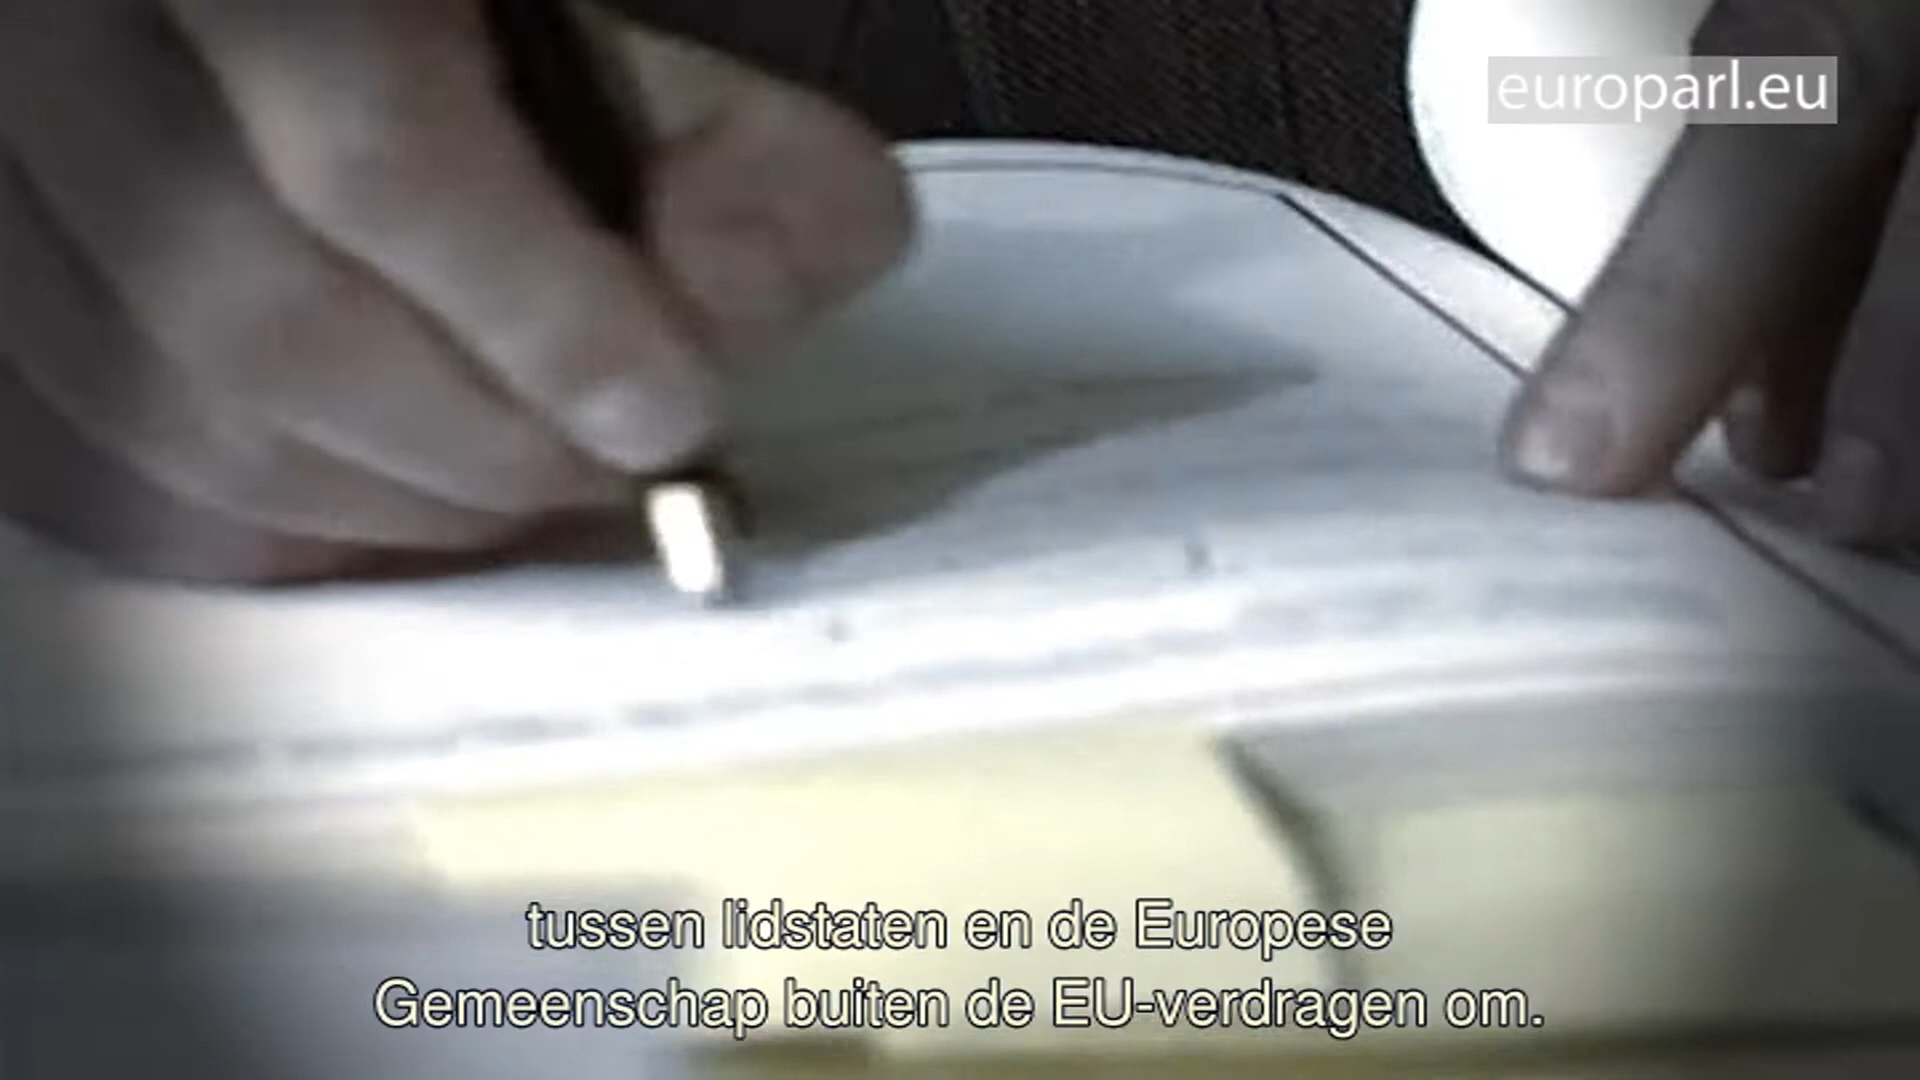 europarl.eu
tussen lidstaten en de Europese
Gemeenschap buiten de EU-verdragen om.